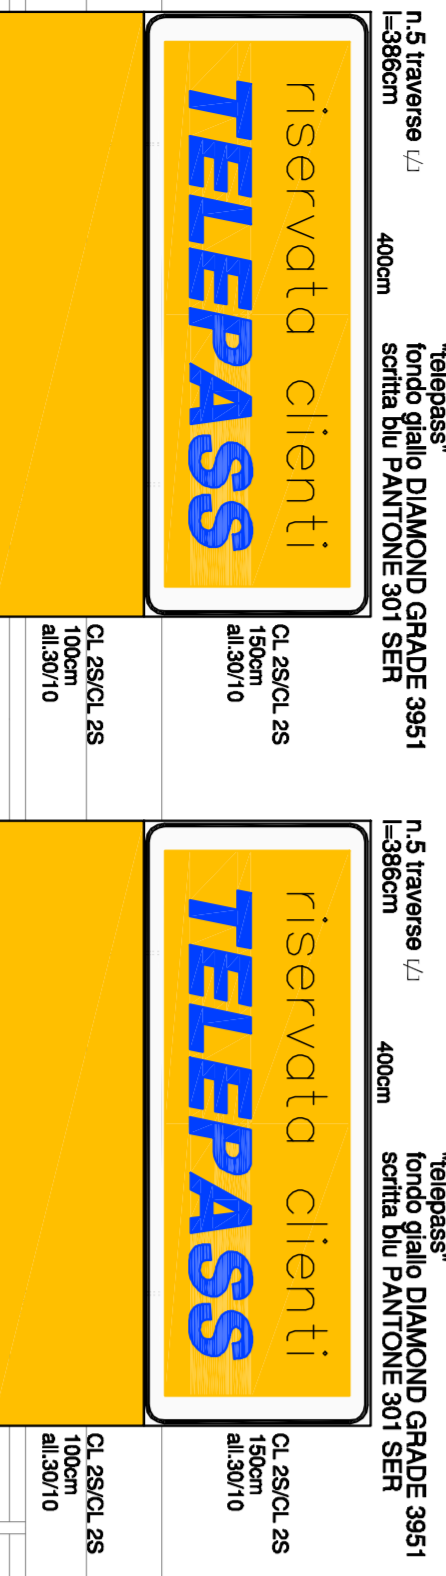 "telepass"
fondo giallo DIAMOND GRADE 3951
scritta blu PANTONE 301 SER
n.5 traverse
l=386cm
400cm
riservata clienti
TELEPASS
CL 2S/CL 2S
150cm
all.30/10
CL 2S/CL 2S
100cm
all.30/10
"telepass"
fondo giallo DIAMOND GRADE 3951
scritta blu PANTONE 301 SER
n.5 traverse
l=386cm
400cm
riservata clienti
TELEPASS
CL 2S/CL 2S
150cm
all.30/10
CL 2S/CL 2S
100cm
all.30/10